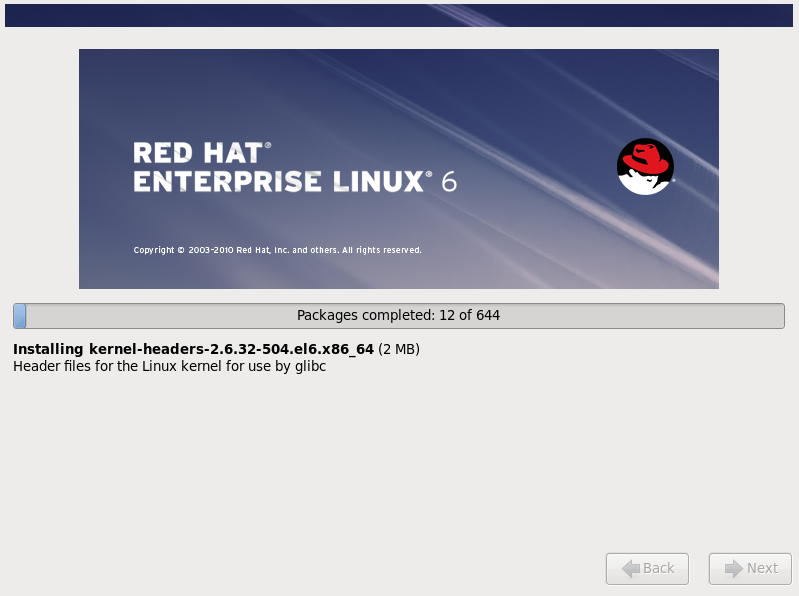 RED HAT®
ENTERPRISE LINUX® 6
Copyright © 2003-2010 Red Hat, Inc. and others. All rights reserved.
Packages completed: 12 of 644
Installing kernel-headers-2.6.32-504.el6.x86_64 (2 MB)
Header files for the Linux kernel for use by glibc
Back Next